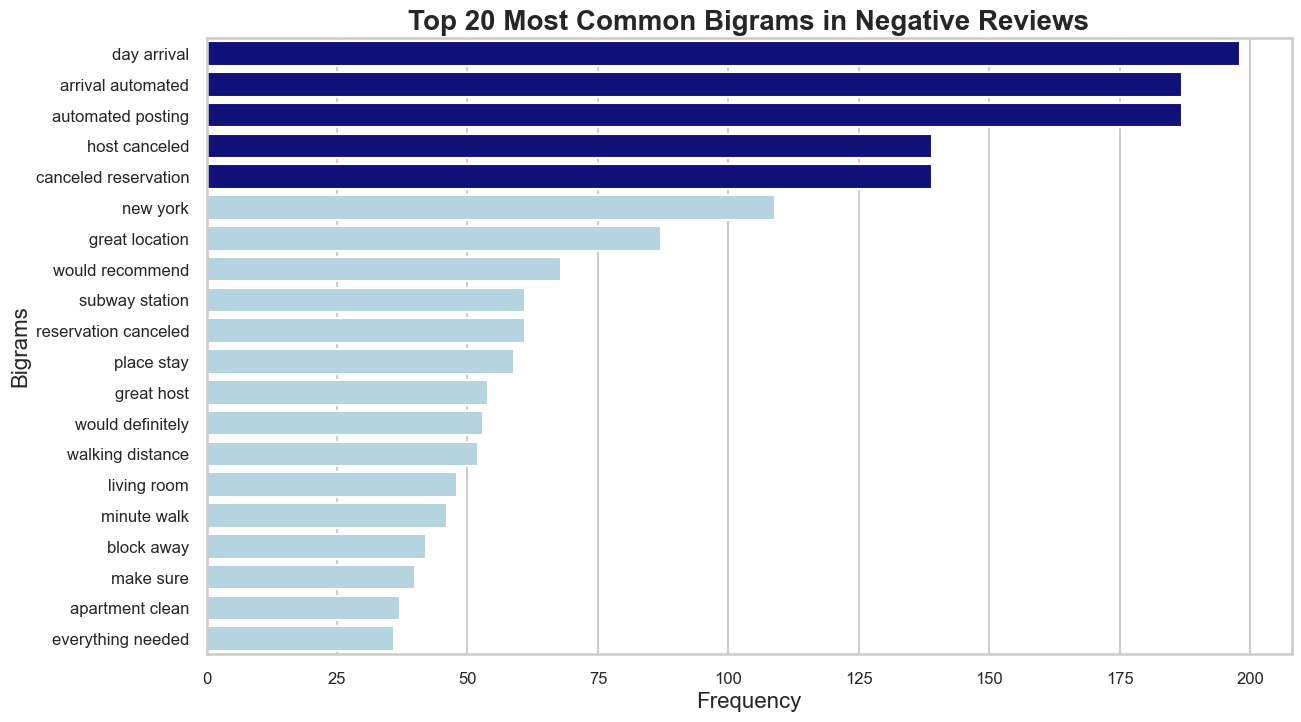 Top 20 Most Common Bigrams in Negative Reviews
Bigrams
day arrival
arrival automated
automated posting
host canceled
canceled reservation
new york
great location
would recommend
subway station
reservation canceled
place stay
great host
would definitely
walking distance
living room
minute walk
block away
make sure
apartment clean
everything needed
0 25 50 75 100 125 150 175 200
Frequency